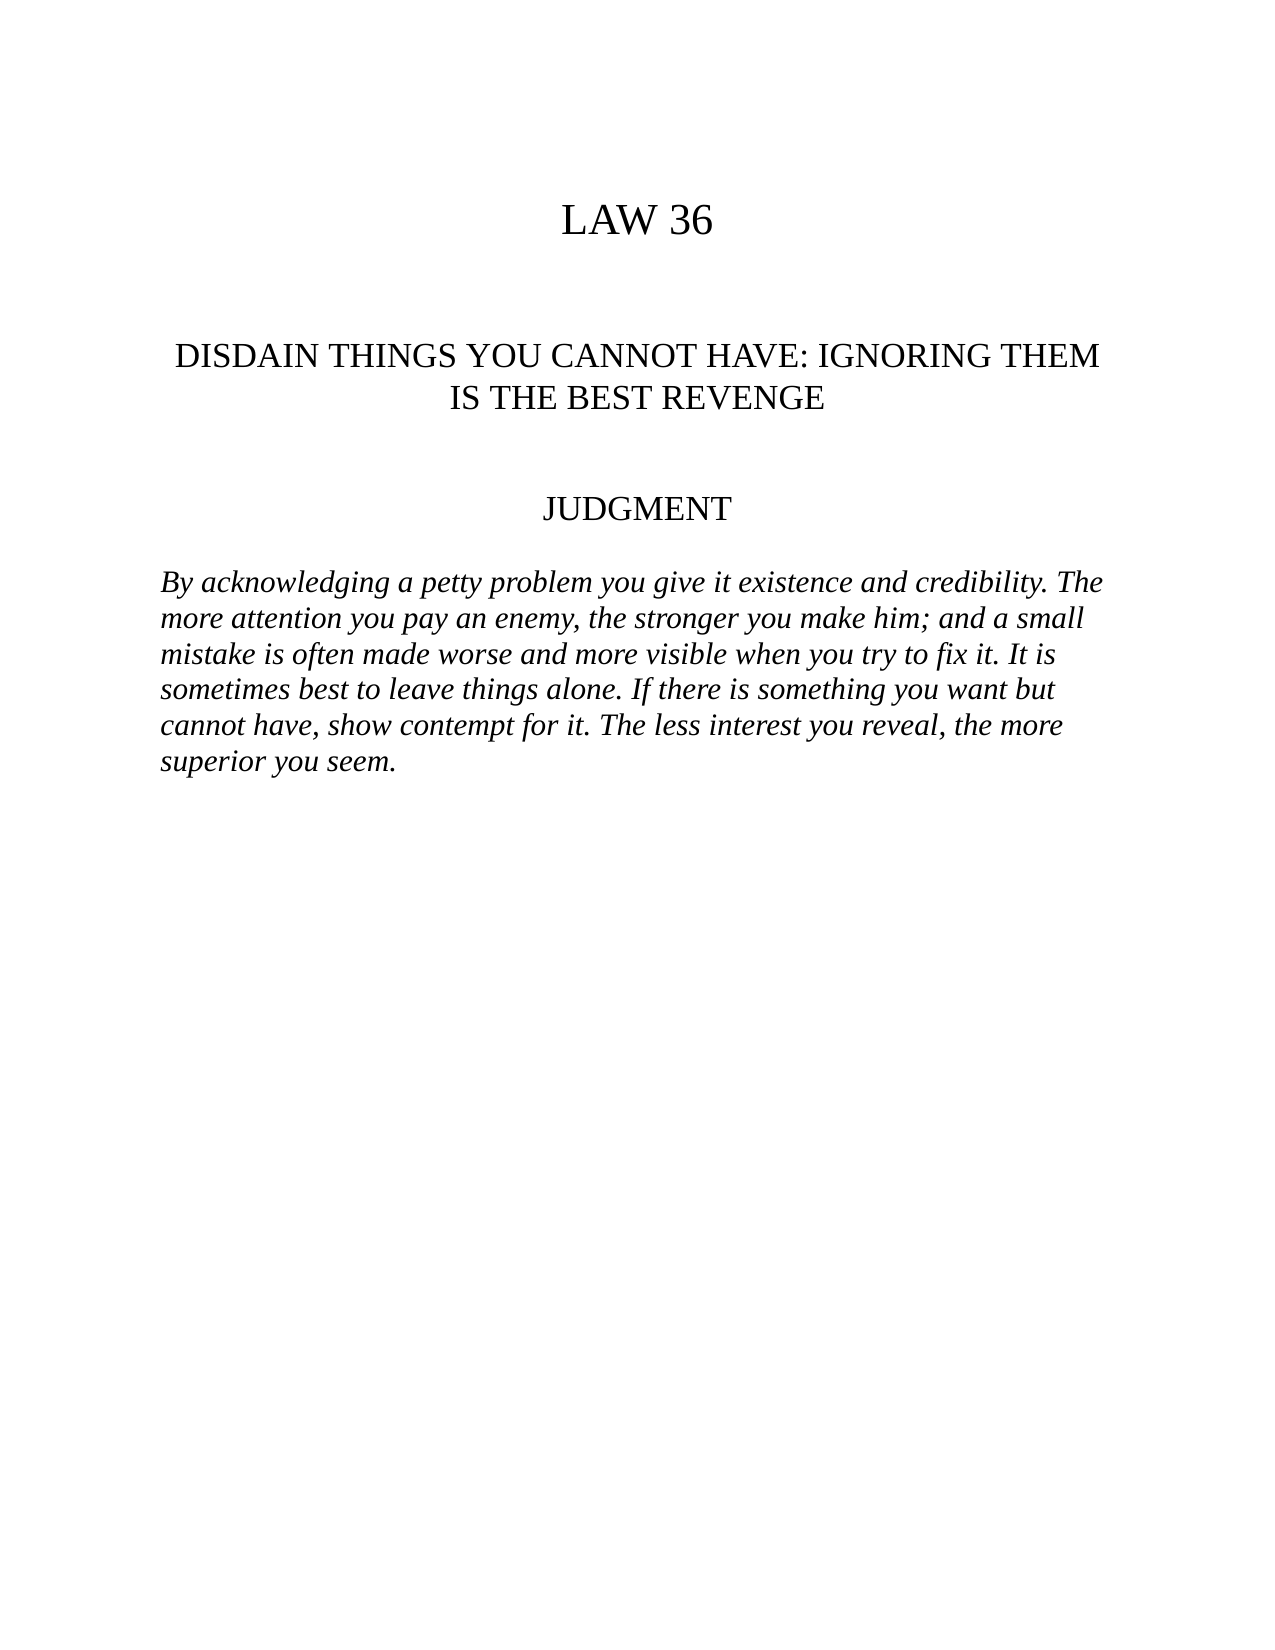 LAW 36
DISDAIN THINGS YOU CANNOT HAVE: IGNORING THEM
IS THE BEST REVENGE
JUDGMENT
By acknowledging a petty problem you give it existence and credibility. The
more attention you pay an enemy, the stronger you make him; and a small
mistake is often made worse and more visible when you try to fix it. It is
sometimes best to leave things alone. If there is something you want but
cannot have, show contempt for it. The less interest you reveal, the more
superior you seem.